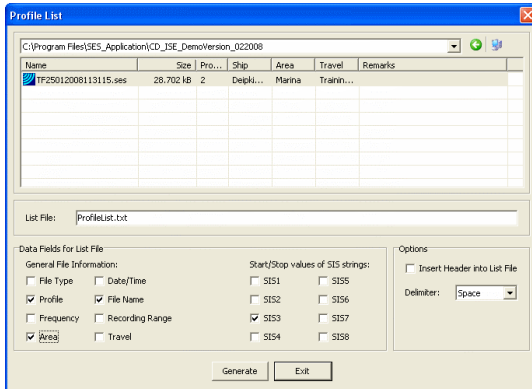 Profile List
C:\Program Files\SES_Application\CD_ISE_DemoVersion_022008
Name Size Pro... Ship Area Travel Remarks
TF25012008113115.ses 28.702 kB 2 Deipki... Marina Trainin...
List File: ProfileList.txt
Data Fields for List File
General File Information:
File Type Date/Time
Profile File Name
Frequency Recording Range
Area Travel
Start/Stop values of SIS strings:
SIS1 SIS5
SIS2 SIS6
SIS3 SIS7
SIS4 SIS8
Options
Insert Header into List File
Delimiter: Space
Generate Exit